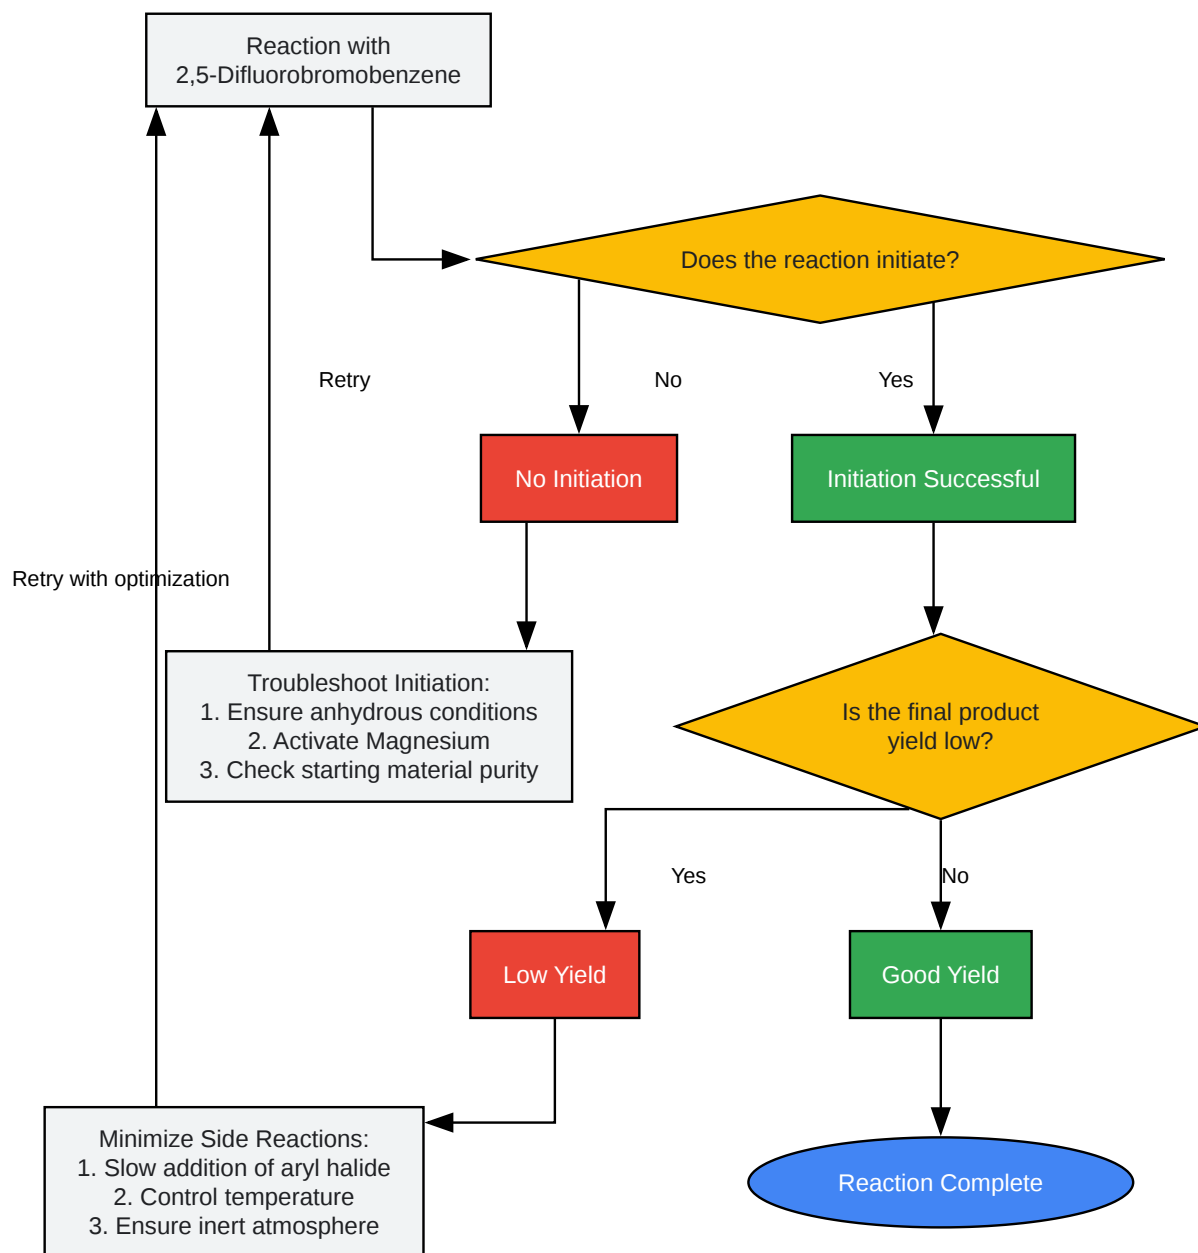 Reaction with
2,5-Difluorobromobenzene
Does the reaction initiate?
Retry
No
Yes
No Initiation
Initiation Successful
Retry with optimization
Troubleshoot Initiation:
1. Ensure anhydrous conditions
2. Activate Magnesium
3. Check starting material purity
Is the final product
yield low?
Yes
No
Low Yield
Good Yield
Minimize Side Reactions:
1. Slow addition of aryl halide
2. Control temperature
3. Ensure inert atmosphere
Reaction Complete